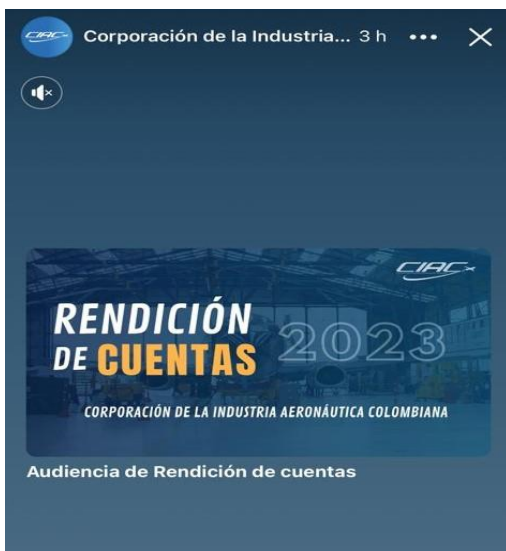 CIAC
Corporación de la Industria... 3 h
CIAC
RENDICIÓN
DE CUENTAS
2023
CORPORACIÓN DE LA INDUSTRIA AERONÁUTICA COLOMBIANA
Audiencia de Rendición de cuentas